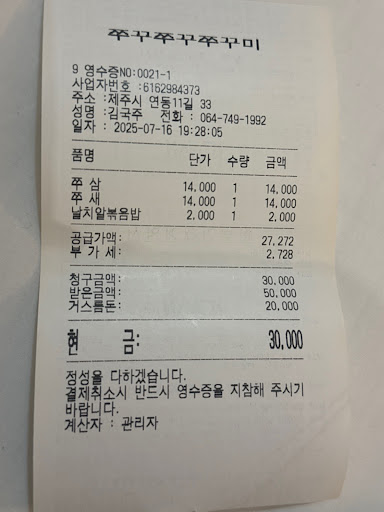 쭈꾸쭈꾸쭈꾸미
9 영수증NO:0021-1
사업자번호 :6162984373
주소 :제주시 연동11길 33
성명 :김국주 전화 : 064-749-1992
일자 : 2025-07-16 19:28:05
품명 단가 수량 금액
쭈 삼 14,000 1 14,000
쭈 새 14,000 1 14,000
날치알볶음밥 2,000 1 2,000
공급가액: 27,272
부 가 세: 2,728
청구금액: 30,000
받은금액: 50,000
거스름돈: 20,000
현 금: 30,000
정성을 다하겠습니다.
결제취소시 반드시 영수증을 지참해 주시기
바랍니다.
계산자 : 관리자